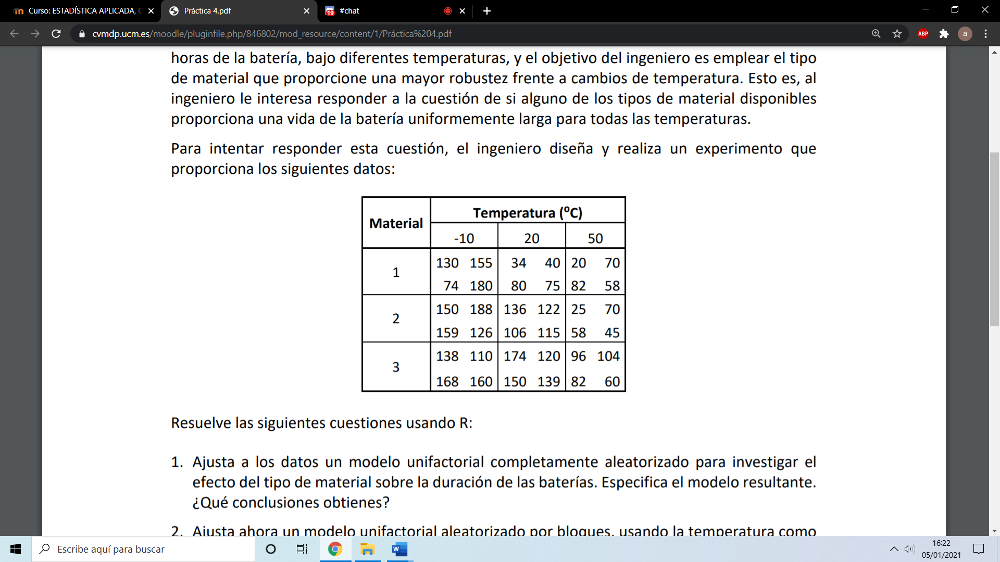 Curso: ESTADÍSTICA APLICADA,
Práctica 4.pdf
19
#chat
cvmdp.ucm.es/moodle/pluginfile.php/846802/mod_resource/content/1/Práctica%204.pdf
ABP
a
horas de la batería, bajo diferentes temperaturas, y el objetivo del ingeniero es emplear el tipo
de material que proporcione una mayor robustez frente a cambios de temperatura. Esto es, al
ingeniero le interesa responder a la cuestión de si alguno de los tipos de material disponibles
proporciona una vida de la batería uniformemente larga para todas las temperaturas.
Para intentar responder esta cuestión, el ingeniero diseña y realiza un experimento que
proporciona los siguientes datos:
Material Temperatura (ºC)
-10 20 50
1
130 155 34 40 20 70
74 180 80 75 82 58
2
150 188 136 122 25 70
159 126 106 115 58 45
3
138 110 174 120 96 104
168 160 150 139 82 60
Resuelve las siguientes cuestiones usando R:
1. Ajusta a los datos un modelo unifactorial completamente aleatorizado para investigar el
efecto del tipo de material sobre la duración de las baterías. Especifica el modelo resultante.
¿Qué conclusiones obtienes?
2. Ajusta ahora un modelo unifactorial aleatorizado por bloques, usando la temperatura como
Escribe aquí para buscar
W
16:22
05/01/2021